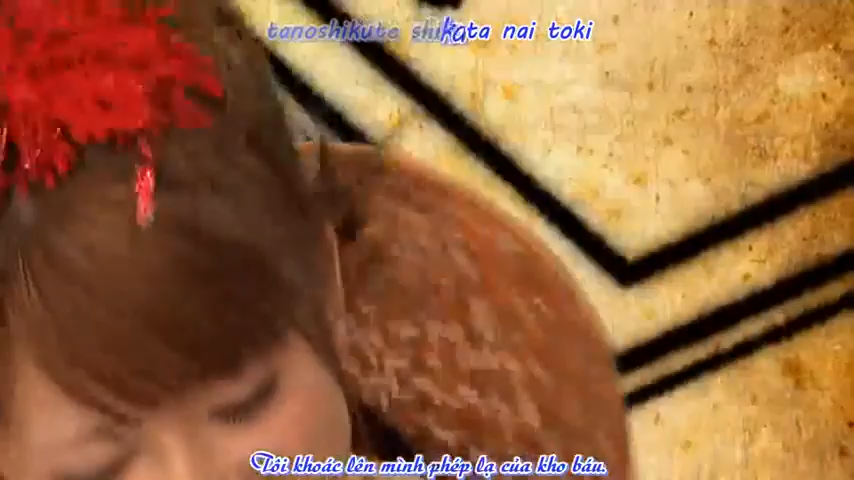 tanoshikute shikata nai toki
Tôi khoác lên mình phép lạ của kho báu.